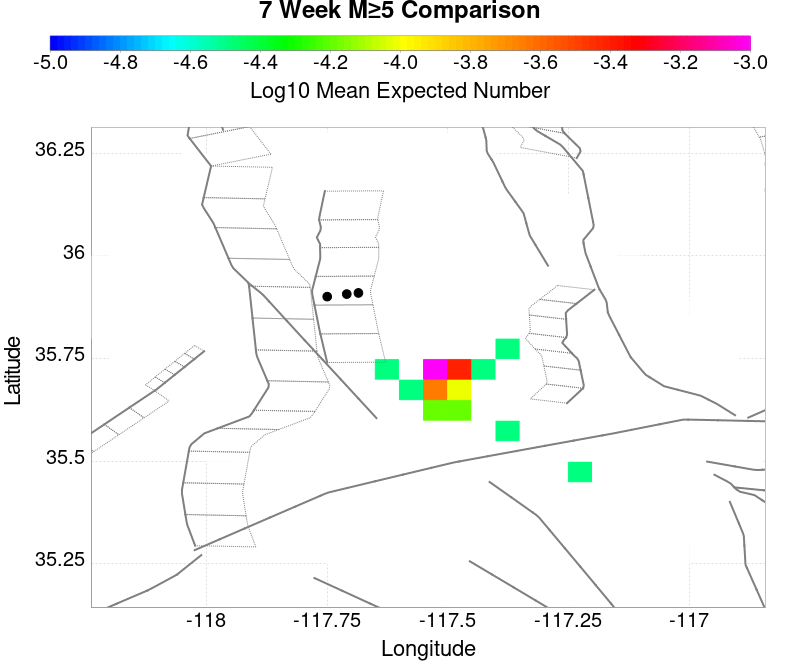 7 Week M≥5 Comparison
-5.0 -4.8 -4.6 -4.4 -4.2 -4.0 -3.8 -3.6 -3.4 -3.2 -3.0
Log10 Mean Expected Number
36.25
36
35.75
35.5
35.25
Latitude
-118 -117.75 -117.5 -117.25 -117
Longitude